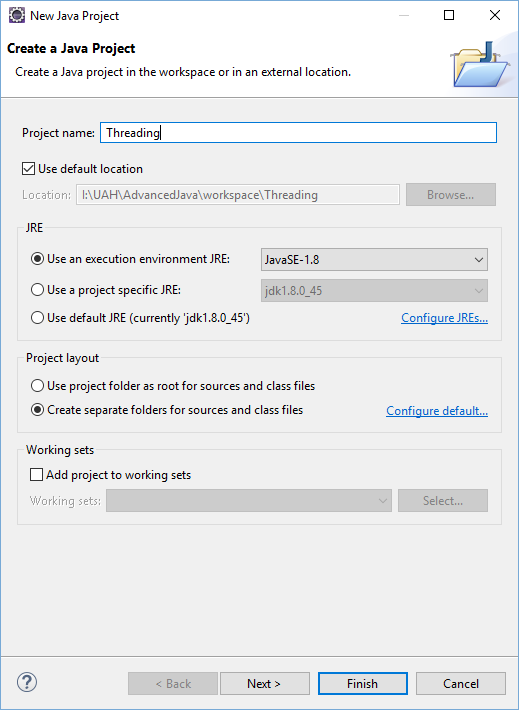 New Java Project
Create a Java Project
Create a Java project in the workspace or in an external location.
Project name: Threading
Use default location
Location: I:\UAH\AdvancedJava\workspace\Threading Browse...
JRE
Use an execution environment JRE: JavaSE-1.8
Use a project specific JRE: jdk1.8.0_45
Use default JRE (currently 'jdk1.8.0_45') Configure JREs...
Project layout
Use project folder as root for sources and class files
Create separate folders for sources and class files Configure default...
Working sets
Add project to working sets
Working sets: Select...
? < Back Next > Finish Cancel